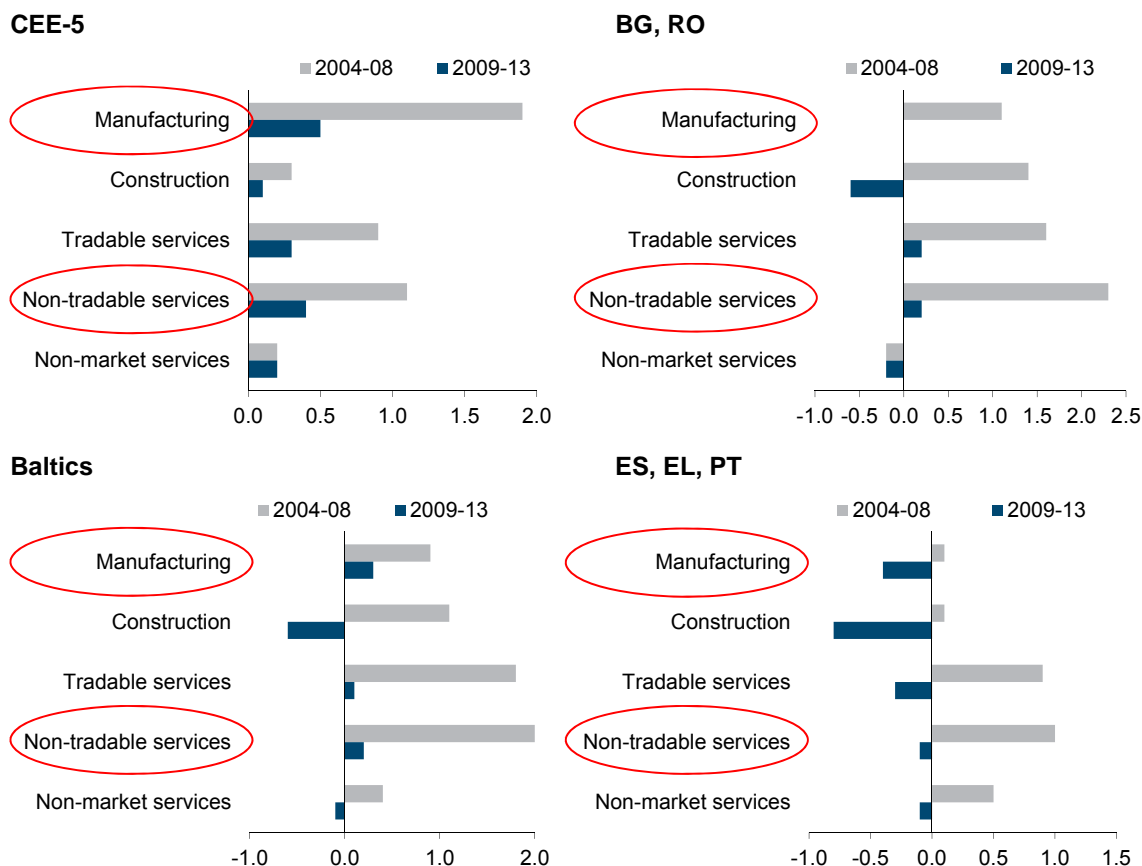 CEE-5
2004-08 2009-13
Manufacturing
Construction
Tradable services
Non-tradable services
Non-market services
0.0 0.5 1.0 1.5 2.0
BG, RO
2004-08 2009-13
Manufacturing
Construction
Tradable services
Non-tradable services
Non-market services
-1.0 -0.5 0.0 0.5 1.0 1.5 2.0 2.5
Baltics
2004-08 2009-13
Manufacturing
Construction
Tradable services
Non-tradable services
Non-market services
-1.0 0.0 1.0 2.0
ES, EL, PT
2004-08 2009-13
Manufacturing
Construction
Tradable services
Non-tradable services
Non-market services
-1.0 -0.5 0.0 0.5 1.0 1.5